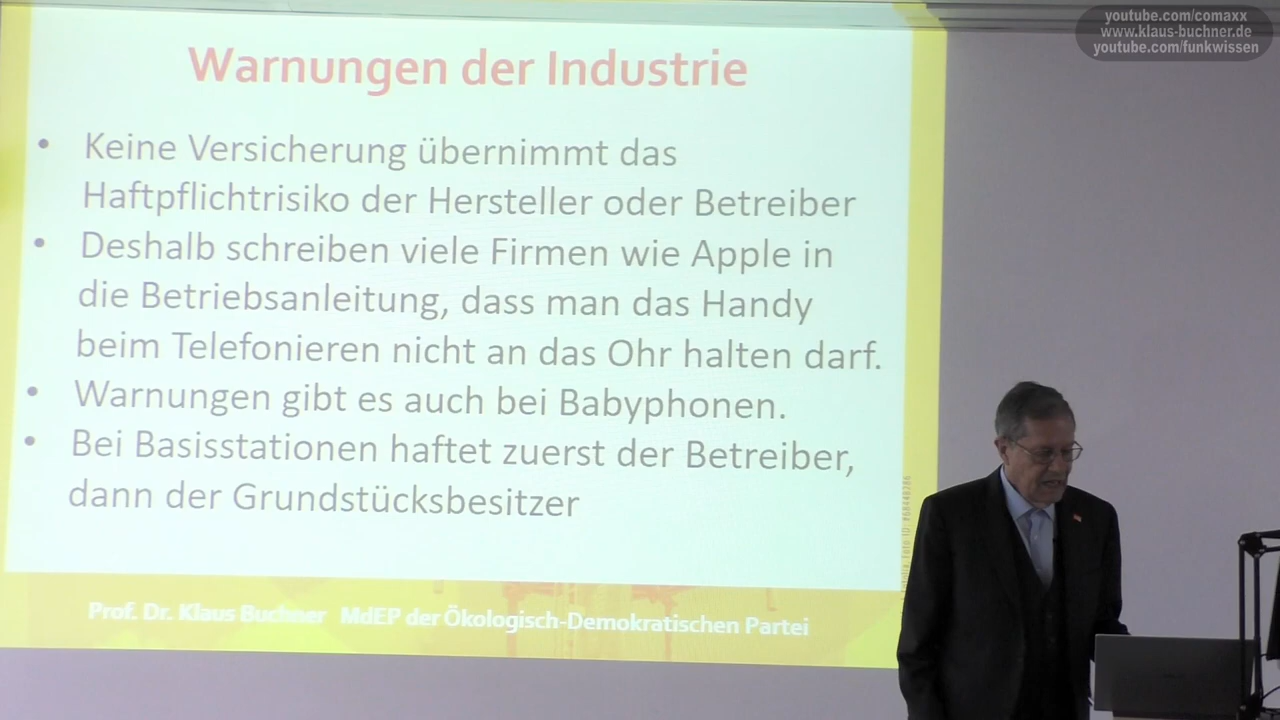 youtube.com/comaxx
www.klaus-buchner.de
youtube.com/funkwissen
Warnungen der Industrie
• Keine Versicherung übernimmt das
Haftpflichtrisiko der Hersteller oder Betreiber
• Deshalb schreiben viele Firmen wie Apple in
die Betriebsanleitung, dass man das Handy
beim Telefonieren nicht an das Ohr halten darf.
• Warnungen gibt es auch bei Babyphonen.
• Bei Basisstationen haftet zuerst der Betreiber,
dann der Grundstücksbesitzer
Prof. Dr. Klaus Buchner MdEP der Ökologisch-Demokratischen Partei